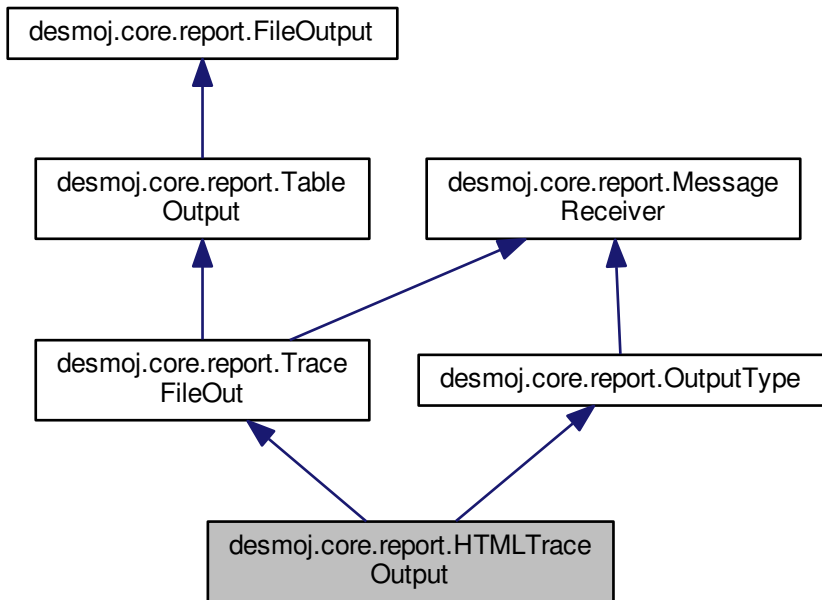 desmoj.core.report.FileOutput
desmoj.core.report.Table
Output
desmoj.core.report.Message
Receiver
desmoj.core.report.Trace
FileOut
desmoj.core.report.OutputType
desmoj.core.report.HTMLTrace
Output